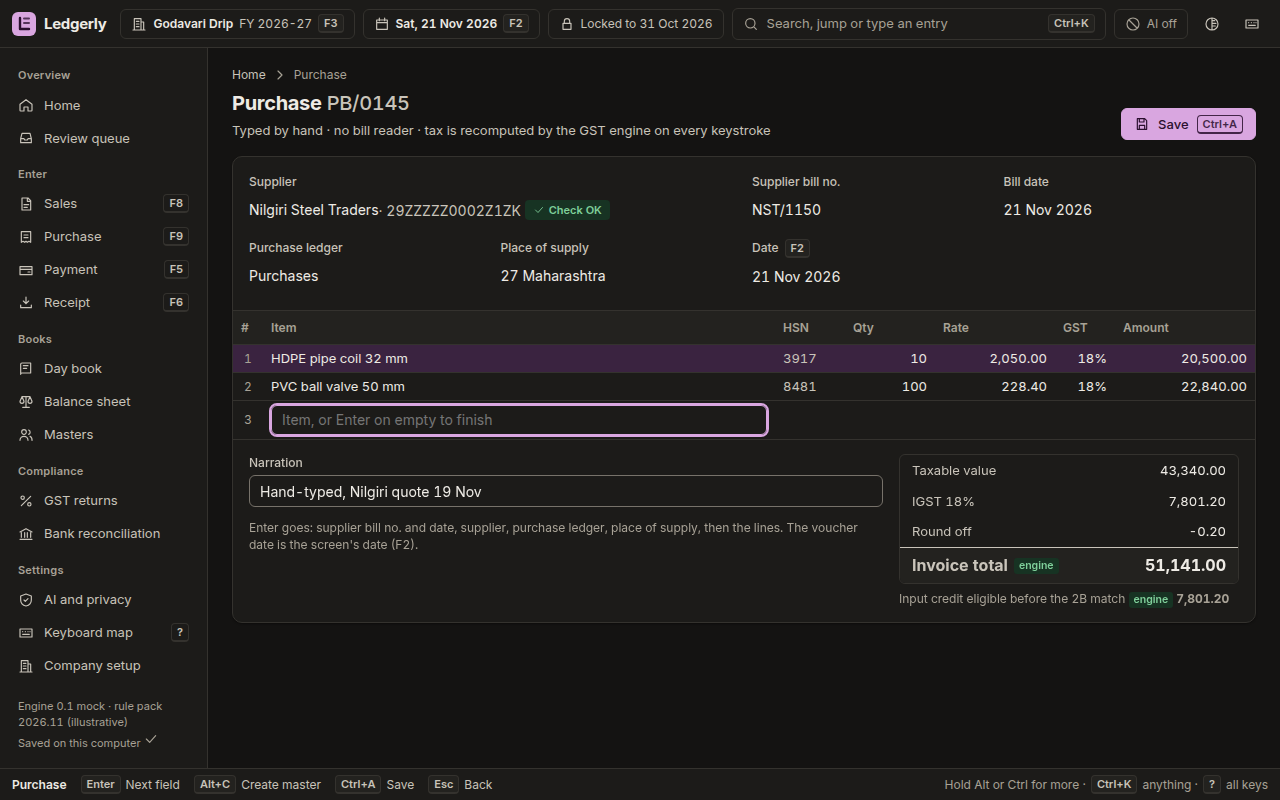 Ledgerly
Godavari Drip FY 2026-27 F3
Sat, 21 Nov 2026 F2
Locked to 31 Oct 2026
Search, jump or type an entry Ctrl+K
AI off
Overview
Home
Review queue
Enter
Sales F8
Purchase F9
Payment F5
Receipt F6
Books
Day book
Balance sheet
Masters
Compliance
GST returns
Bank reconciliation
Settings
AI and privacy
Keyboard map ?
Company setup
Engine 0.1 mock · rule pack
2026.11 (illustrative)
Saved on this computer
Home Purchase
Purchase PB/0145
Typed by hand · no bill reader · tax is recomputed by the GST engine on every keystroke
Save Ctrl+A
Supplier Supplier bill no. Bill date
Nilgiri Steel Traders· 29ZZZZZ0002Z1ZK Check OK NST/1150 21 Nov 2026
Purchase ledger Place of supply Date F2
Purchases 27 Maharashtra 21 Nov 2026
# Item HSN Qty Rate GST Amount
1 HDPE pipe coil 32 mm 3917 10 2,050.00 18% 20,500.00
2 PVC ball valve 50 mm 8481 100 228.40 18% 22,840.00
3 Item, or Enter on empty to finish
Narration
Hand-typed, Nilgiri quote 19 Nov
Enter goes: supplier bill no. and date, supplier, purchase ledger, place of supply, then the lines. The voucher
date is the screen's date (F2).
Taxable value 43,340.00
IGST 18% 7,801.20
Round off -0.20
Invoice total engine 51,141.00
Input credit eligible before the 2B match engine 7,801.20
Purchase Enter Next field Alt+C Create master Ctrl+A Save Esc Back
Hold Alt or Ctrl for more · Ctrl+K anything · ? all keys